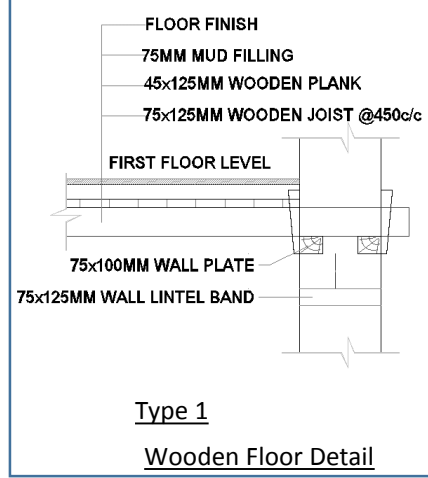 FLOOR FINISH
75MM MUD FILLING
45x125MM WOODEN PLANK
75x125MM WOODEN JOIST @450c/c
FIRST FLOOR LEVEL
75x100MM WALL PLATE
75x125MM WALL LINTEL BAND
Type 1
Wooden Floor Detail